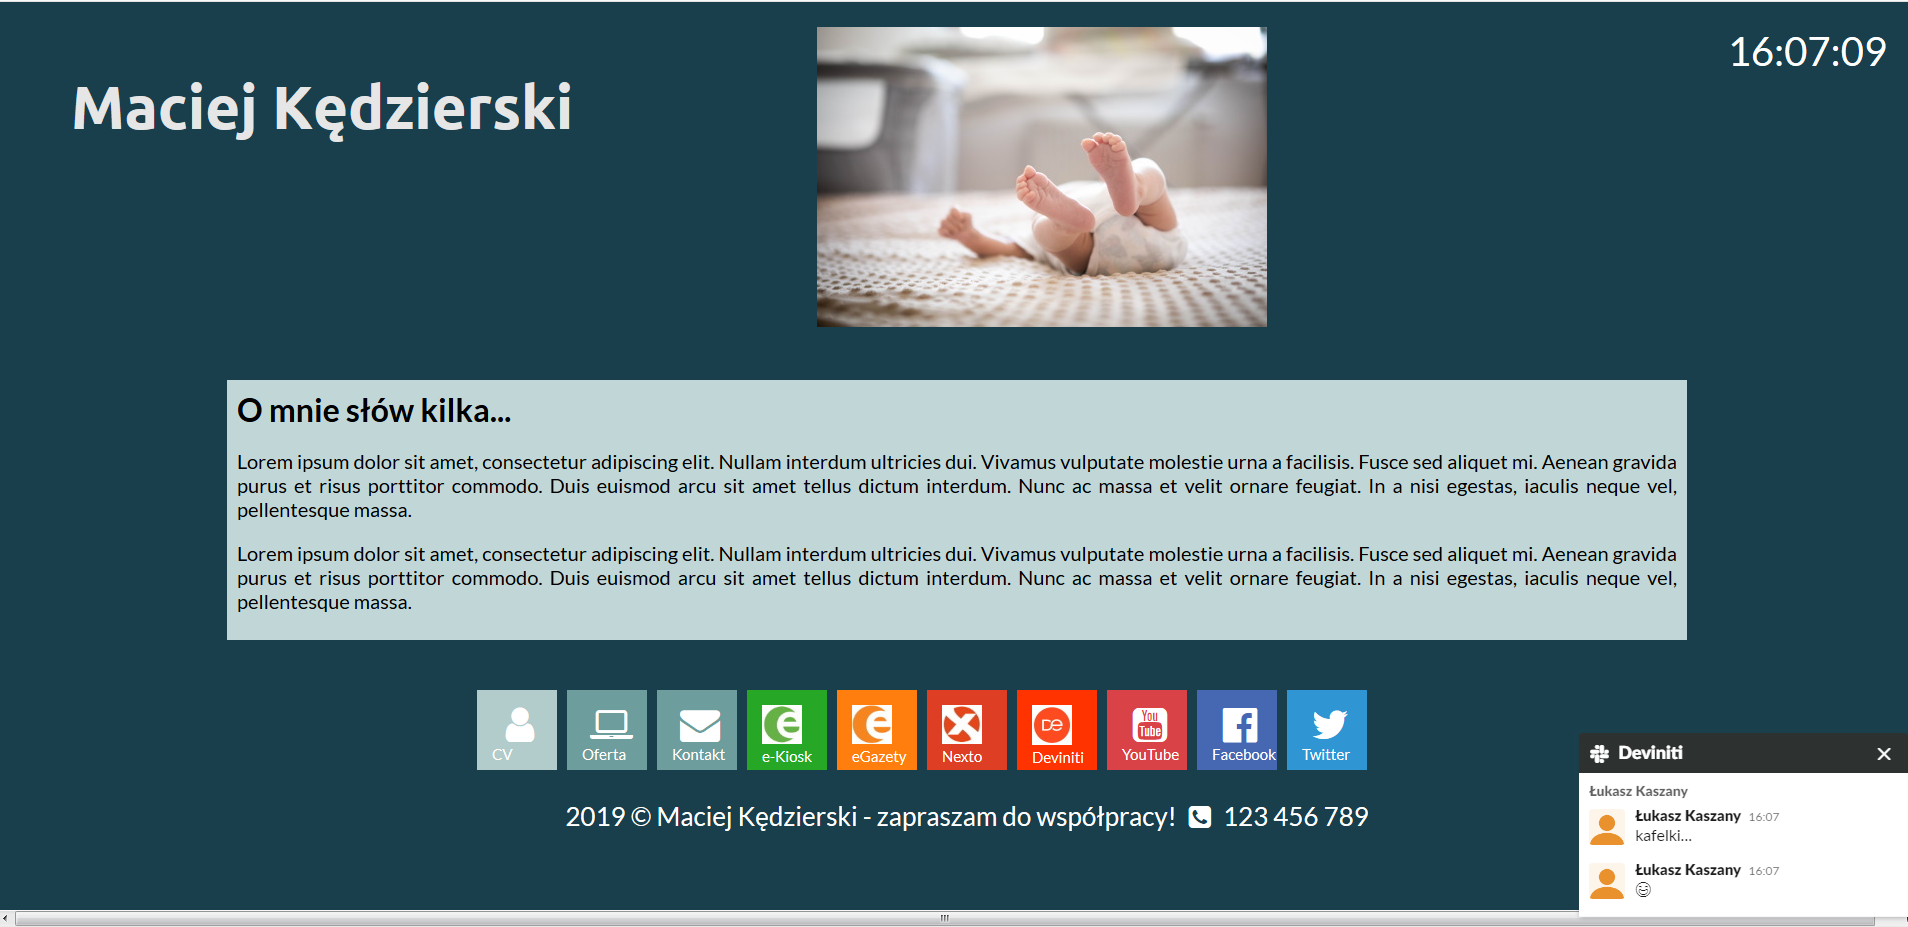 Maciej Kędzierski
16:07:09
O mnie słów kilka...
Lorem ipsum dolor sit amet, consectetur adipiscing elit. Nullam interdum ultricies dui. Vivamus vulputate molestie urna a facilisis. Fusce sed aliquet mi. Aenean gravida
purus et risus porttitor commodo. Duis euismod arcu sit amet tellus dictum interdum. Nunc ac massa et velit ornare feugiat. In a nisi egestas, iaculis neque vel,
pellentesque massa.
Lorem ipsum dolor sit amet, consectetur adipiscing elit. Nullam interdum ultricies dui. Vivamus vulputate molestie urna a facilisis. Fusce sed aliquet mi. Aenean gravida
purus et risus porttitor commodo. Duis euismod arcu sit amet tellus dictum interdum. Nunc ac massa et velit ornare feugiat. In a nisi egestas, iaculis neque vel,
pellentesque massa.
CV
Oferta
Kontakt
e
e-Kiosk
e
eGazety
Nexto
De
Deviniti
You
Tube
YouTube
Facebook
Twitter
2019 © Maciej Kędzierski - zapraszam do współpracy! 123 456 789
Deviniti
Łukasz Kaszany
Łukasz Kaszany 16:07
kafelki...
Łukasz Kaszany 16:07